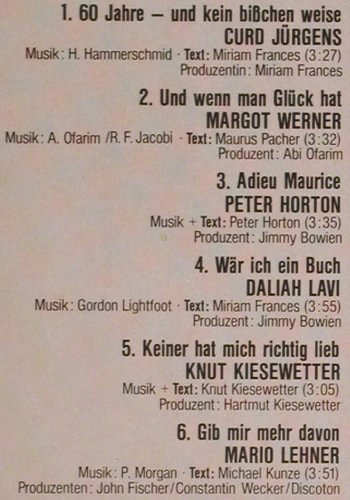 1. 60 Jahre – und kein bißchen weise
CURD JÜRGENS
Musik: H. Hammerschmid · Text: Miriam Frances (3:27)
Produzentin: Miriam Frances
2. Und wenn man Glück hat
MARGOT WERNER
Musik: A. Ofarim /R. F. Jacobi · Text: Maurus Pacher (3:32)
Produzent: Abi Ofarim
3. Adieu Maurice
PETER HORTON
Musik + Text: Peter Horton (3:35)
Produzent: Jimmy Bowien
4. Wär ich ein Buch
DALIAH LAVI
Musik: Gordon Lightfoot · Text: Miriam Frances (3:55)
Produzent: Jimmy Bowien
5. Keiner hat mich richtig lieb
KNUT KIESEWETTER
Musik + Text: Knut Kiesewetter (3:05)
Produzent: Hartmut Kiesewetter
6. Gib mir mehr davon
MARIO LEHNER
Musik: P. Morgan · Text: Michael Kunze (3:51)
Produzenten: John Fischer/Constantin Wecker/Discoton